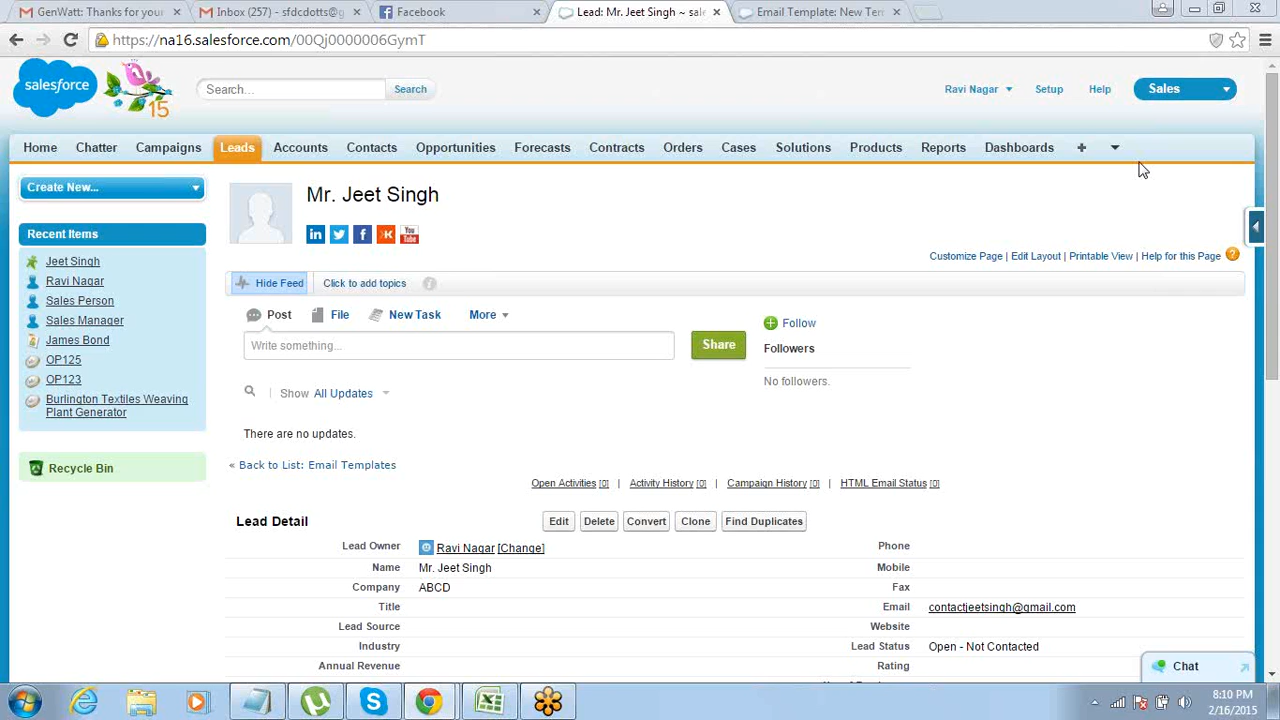 GenWatt: Thanks for your
Inbox (257) - sfdcdotts@g
Facebook
Lead: Mr. Jeet Singh ~ sale
Email Template: New Tem
https://na16.salesforce.com/00Qj0000006GymT
salesforce
15
Search...
Search
Ravi Nagar
Setup
Help
Sales
Home
Chatter
Campaigns
Leads
Accounts
Contacts
Opportunities
Forecasts
Contracts
Orders
Cases
Solutions
Products
Reports
Dashboards
+
Create New...
Recent Items
Jeet Singh
Ravi Nagar
Sales Person
Sales Manager
James Bond
OP125
OP123
Burlington Textiles Weaving
Plant Generator
Recycle Bin
Mr. Jeet Singh
in
You
Tube
Customize Page | Edit Layout | Printable View | Help for this Page ?
Hide Feed
Click to add topics
i
Post
File
New Task
More
Write something...
Share
Follow
Followers
No followers.
Show All Updates
There are no updates.
« Back to List: Email Templates
Open Activities [0] | Activity History [0] | Campaign History [0] | HTML Email Status [0]
Lead Detail
Edit
Delete
Convert
Clone
Find Duplicates
Lead Owner
Ravi Nagar [Change]
Phone
Name
Mr. Jeet Singh
Mobile
Company
ABCD
Fax
Title
Email
contactjeetsingh@gmail.com
Lead Source
Website
Industry
Lead Status
Open - Not Contacted
Annual Revenue
Rating
Chat
8:10 PM
2/16/2015